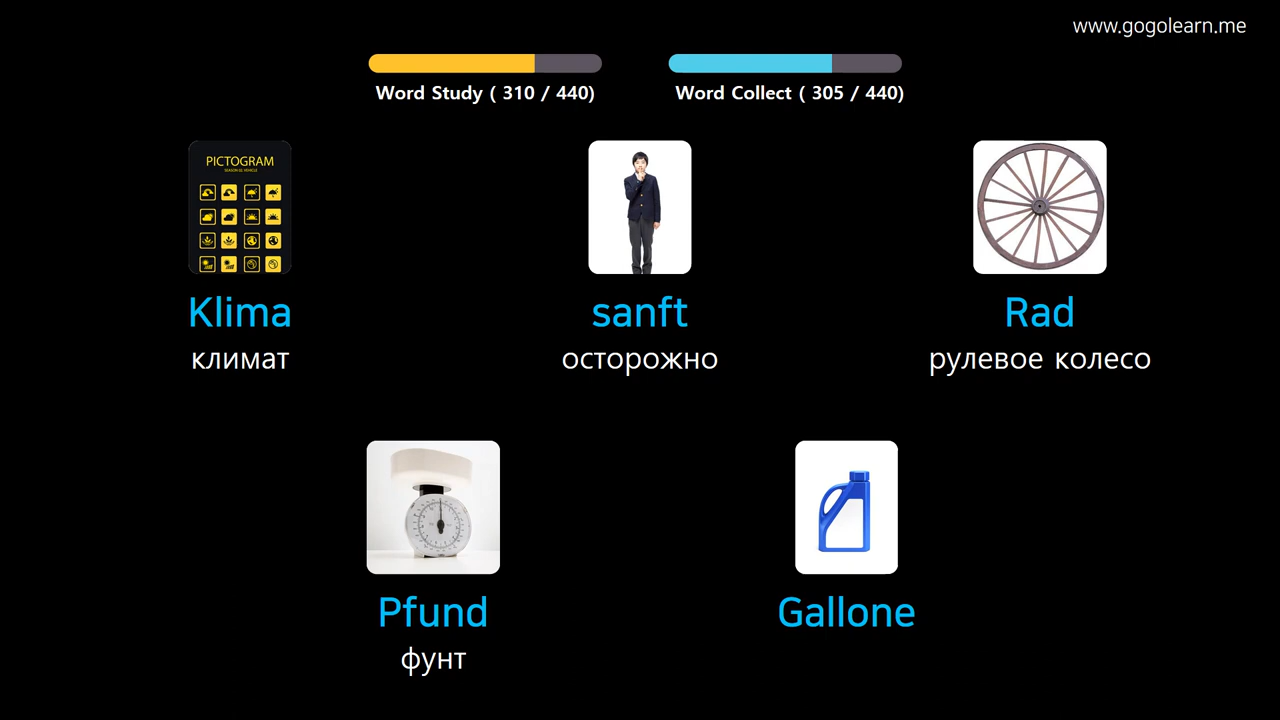 www.gogolearn.me
Word Study ( 310 / 440)
Word Collect ( 305 / 440)
PICTOGRAM
Klima
климат
sanft
осторожно
Rad
рулевое колесо
Pfund
фунт
Gallone